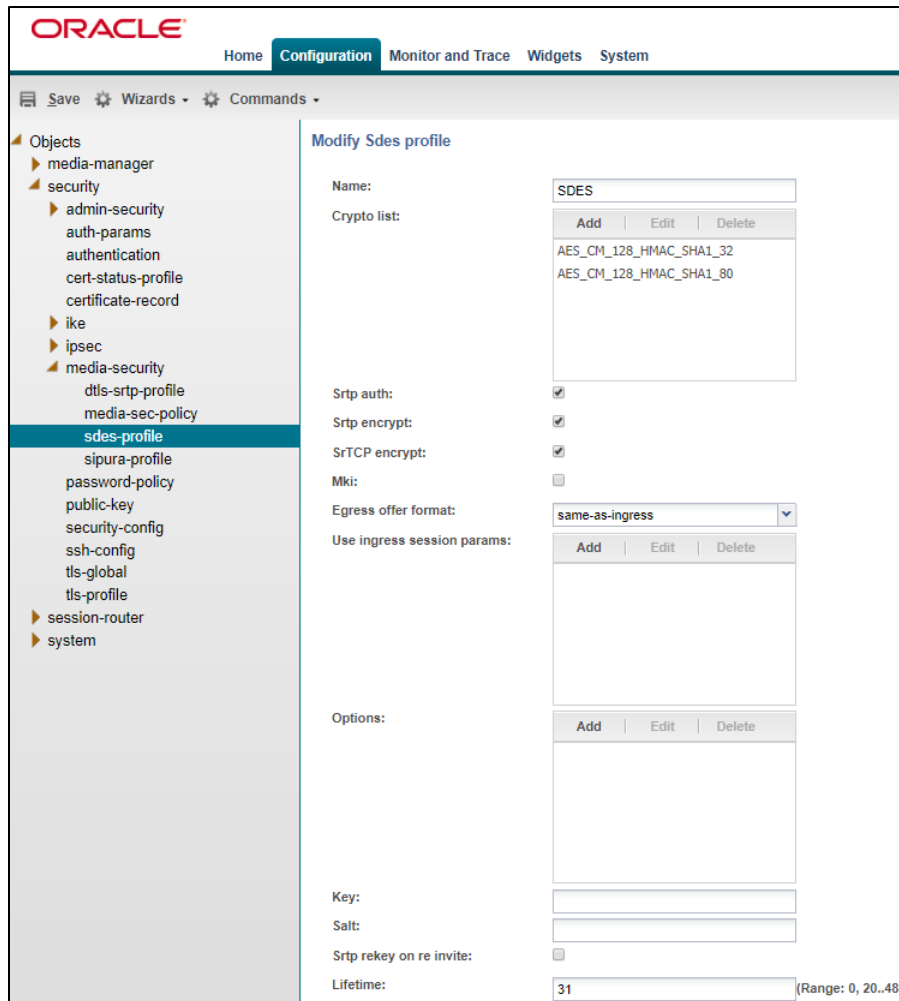 ORACLE
Home Configuration Monitor and Trace Widgets System
Save Wizards Commands
Objects
media-manager
security
admin-security
auth-params
authentication
cert-status-profile
certificate-record
ike
ipsec
media-security
dtls-srtp-profile
media-sec-policy
sdes-profile
sipura-profile
password-policy
public-key
security-config
ssh-config
tls-global
tls-profile
session-router
system
Modify Sdes profile
Name: SDES
Crypto list: Add | Edit | Delete
AES_CM_128_HMAC_SHA1_32
AES_CM_128_HMAC_SHA1_80
Srtp auth:
Srtp encrypt:
SrTCP encrypt:
Mki:
Egress offer format: same-as-ingress
Use ingress session params: Add | Edit | Delete
Options: Add | Edit | Delete
Key:
Salt:
Srtp rekey on re invite:
Lifetime: 31 (Range: 0, 20..48